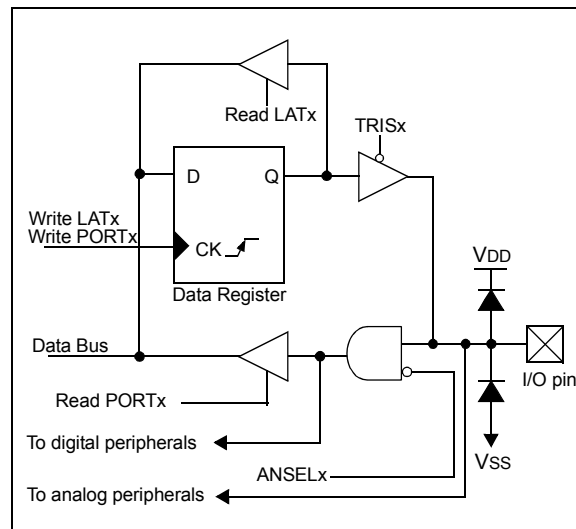 Read LATx
TRISx
D Q
Write LATx
Write PORTx
CK
VDD
Data Register
Data Bus
I/O pin
Read PORTx
To digital peripherals
VSS
ANSELx
To analog peripherals